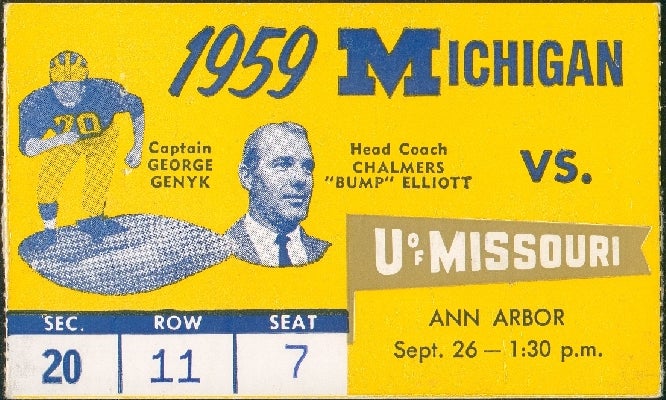 1959 MICHIGAN
70
Captain
GEORGE
GENYK
Head Coach
CHALMERS
"BUMP" ELLIOTT
VS.
U OF MISSOURI
ANN ARBOR
Sept. 26 — 1:30 p.m.
SEC. ROW SEAT
20 11 7